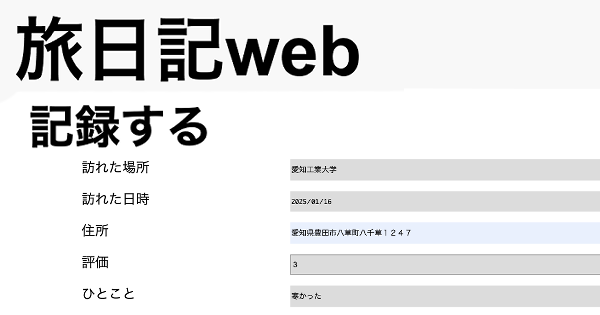 旅日記web
記録する
訪れた場所 愛知工業大学
訪れた日時 2025/01/16
住所 愛知県豊田市八草町八千草1247
評価 3
ひとこと 寒かった